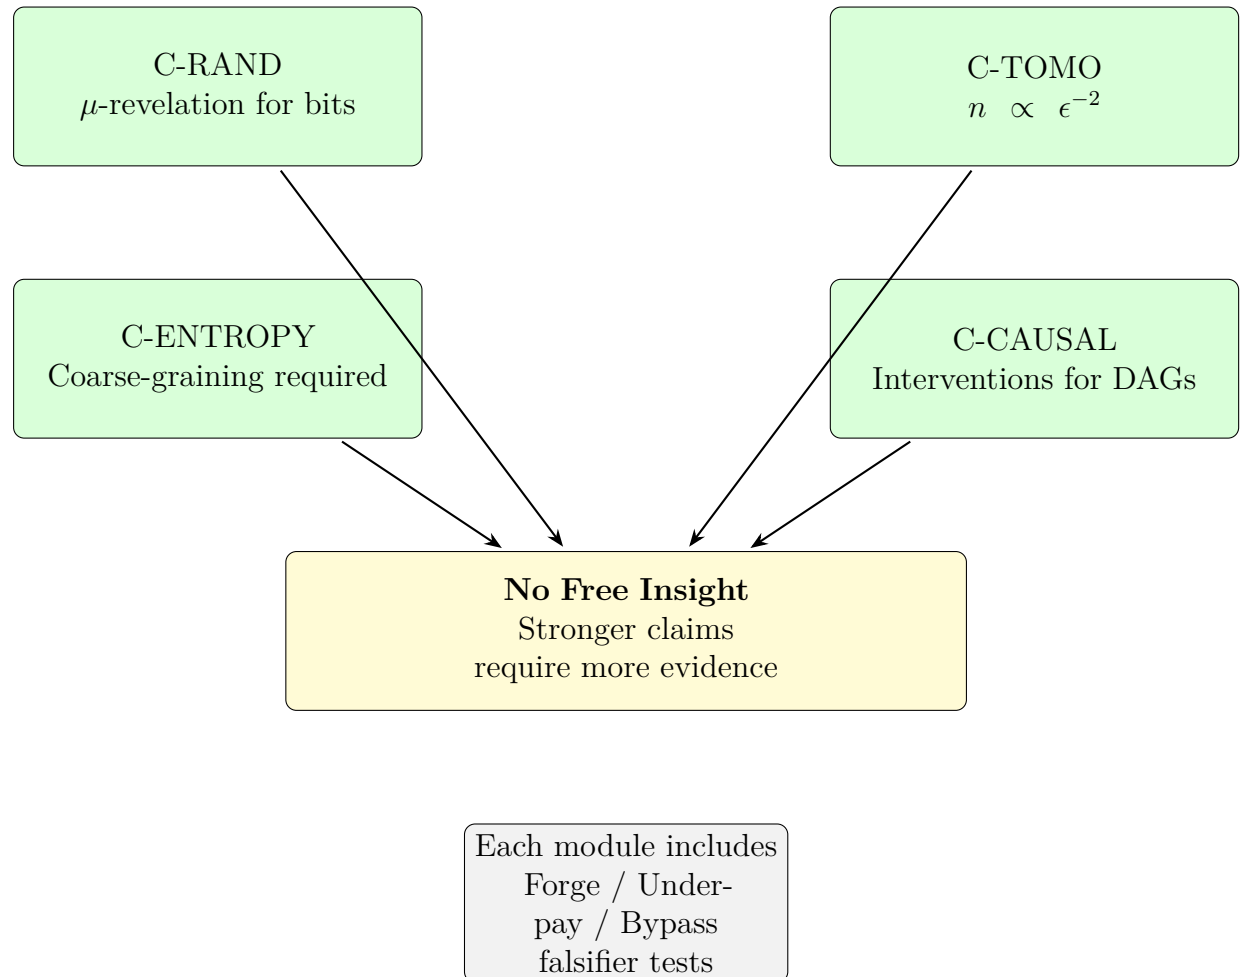 C-RAND
μ-revelation for bits
C-TOMO
n ∝ ϵ⁻²
C-ENTROPY
Coarse-graining required
C-CAUSAL
Interventions for DAGs
No Free Insight
Stronger claims
require more evidence
Each module includes
Forge / Under-
pay / Bypass
falsifier tests